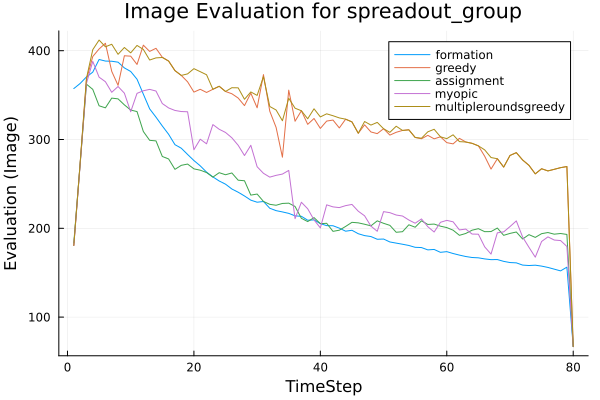 Image Evaluation for spreadout_group
formation
greedy
assignment
myopic
multipleroundsgreedy
Evaluation (Image)
400
300
200
100
0 20 40 60 80
TimeStep